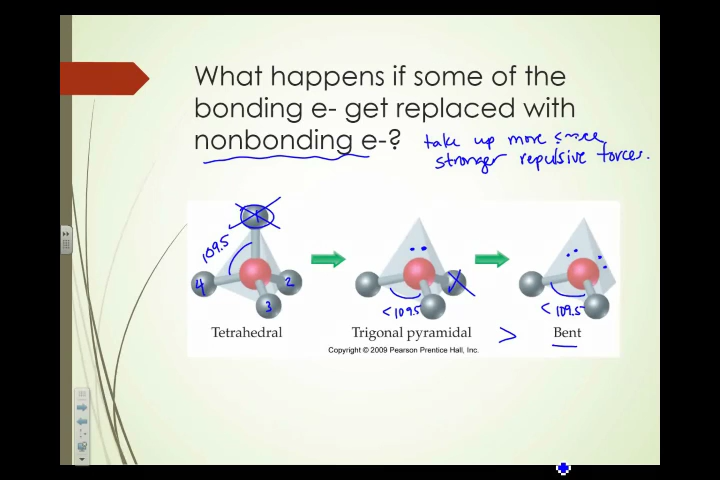 What happens if some of the
bonding e- get replaced with
nonbonding e-?
take up more space,
stronger repulsive forces.
1
109.5
4
2
3
<109.5
<109.5
Tetrahedral
Trigonal pyramidal
>
Bent
Copyright © 2009 Pearson Prentice Hall, Inc.